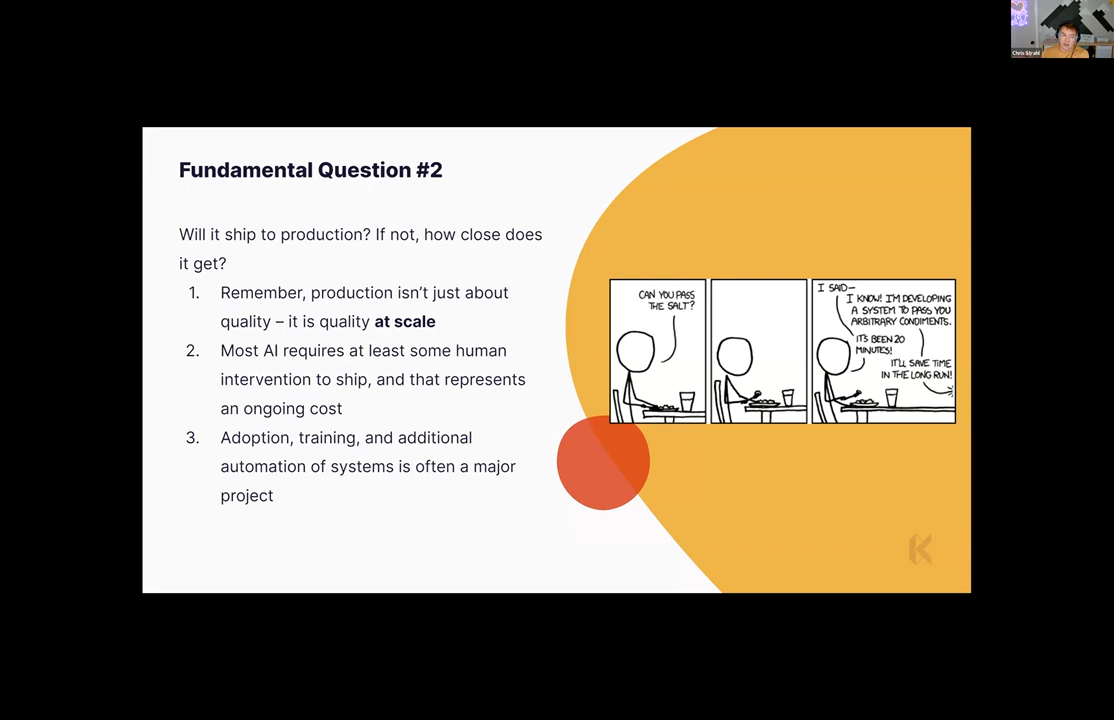 Chris Strahl
Fundamental Question #2
Will it ship to production? If not, how close does
it get?
1. Remember, production isn’t just about
quality – it is quality at scale
2. Most AI requires at least some human
intervention to ship, and that represents
an ongoing cost
3. Adoption, training, and additional
automation of systems is often a major
project
CAN YOU PASS
THE SALT?
I SAID–
I KNOW! I'M DEVELOPING
A SYSTEM TO PASS YOU
ARBITRARY CONDIMENTS.
IT'S BEEN 20
MINUTES!
IT'LL SAVE TIME
IN THE LONG RUN!